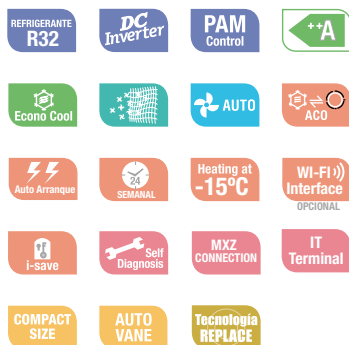 REFRIGERANTE
R32
DC
Inverter
PAM
Control
++A
Econo Cool
AUTO
ACO
Auto Arranque
24
SEMANAL
Heating at
-15ºC
WI-FI
Interface
OPCIONAL
i-save
Self
Diagnosis
MXZ
CONNECTION
IT
Terminal
COMPACT
SIZE
AUTO
VANE
Tecnología
REPLACE